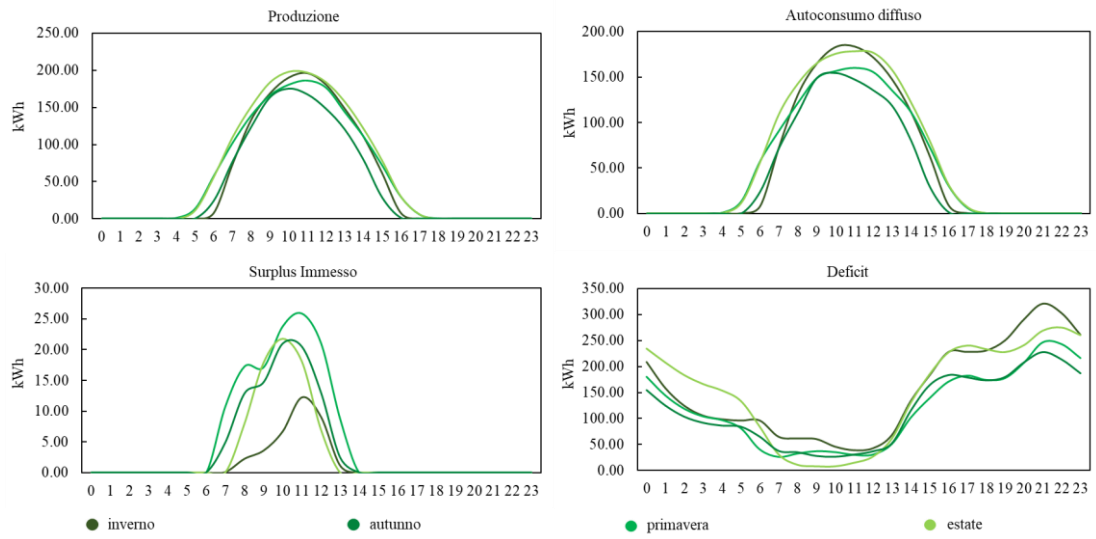 Produzione
250.00
200.00
150.00
100.00
50.00
0.00
kWh
0 1 2 3 4 5 6 7 8 9 10 11 12 13 14 15 16 17 18 19 20 21 22 23
Autoconsumo diffuso
200.00
150.00
100.00
50.00
0.00
kWh
0 1 2 3 4 5 6 7 8 9 10 11 12 13 14 15 16 17 18 19 20 21 22 23
Surplus Immesso
30.00
25.00
20.00
15.00
10.00
5.00
0.00
kWh
0 1 2 3 4 5 6 7 8 9 10 11 12 13 14 15 16 17 18 19 20 21 22 23
Deficit
350.00
300.00
250.00
200.00
150.00
100.00
50.00
0.00
kWh
0 1 2 3 4 5 6 7 8 9 10 11 12 13 14 15 16 17 18 19 20 21 22 23
inverno autunno primavera estate